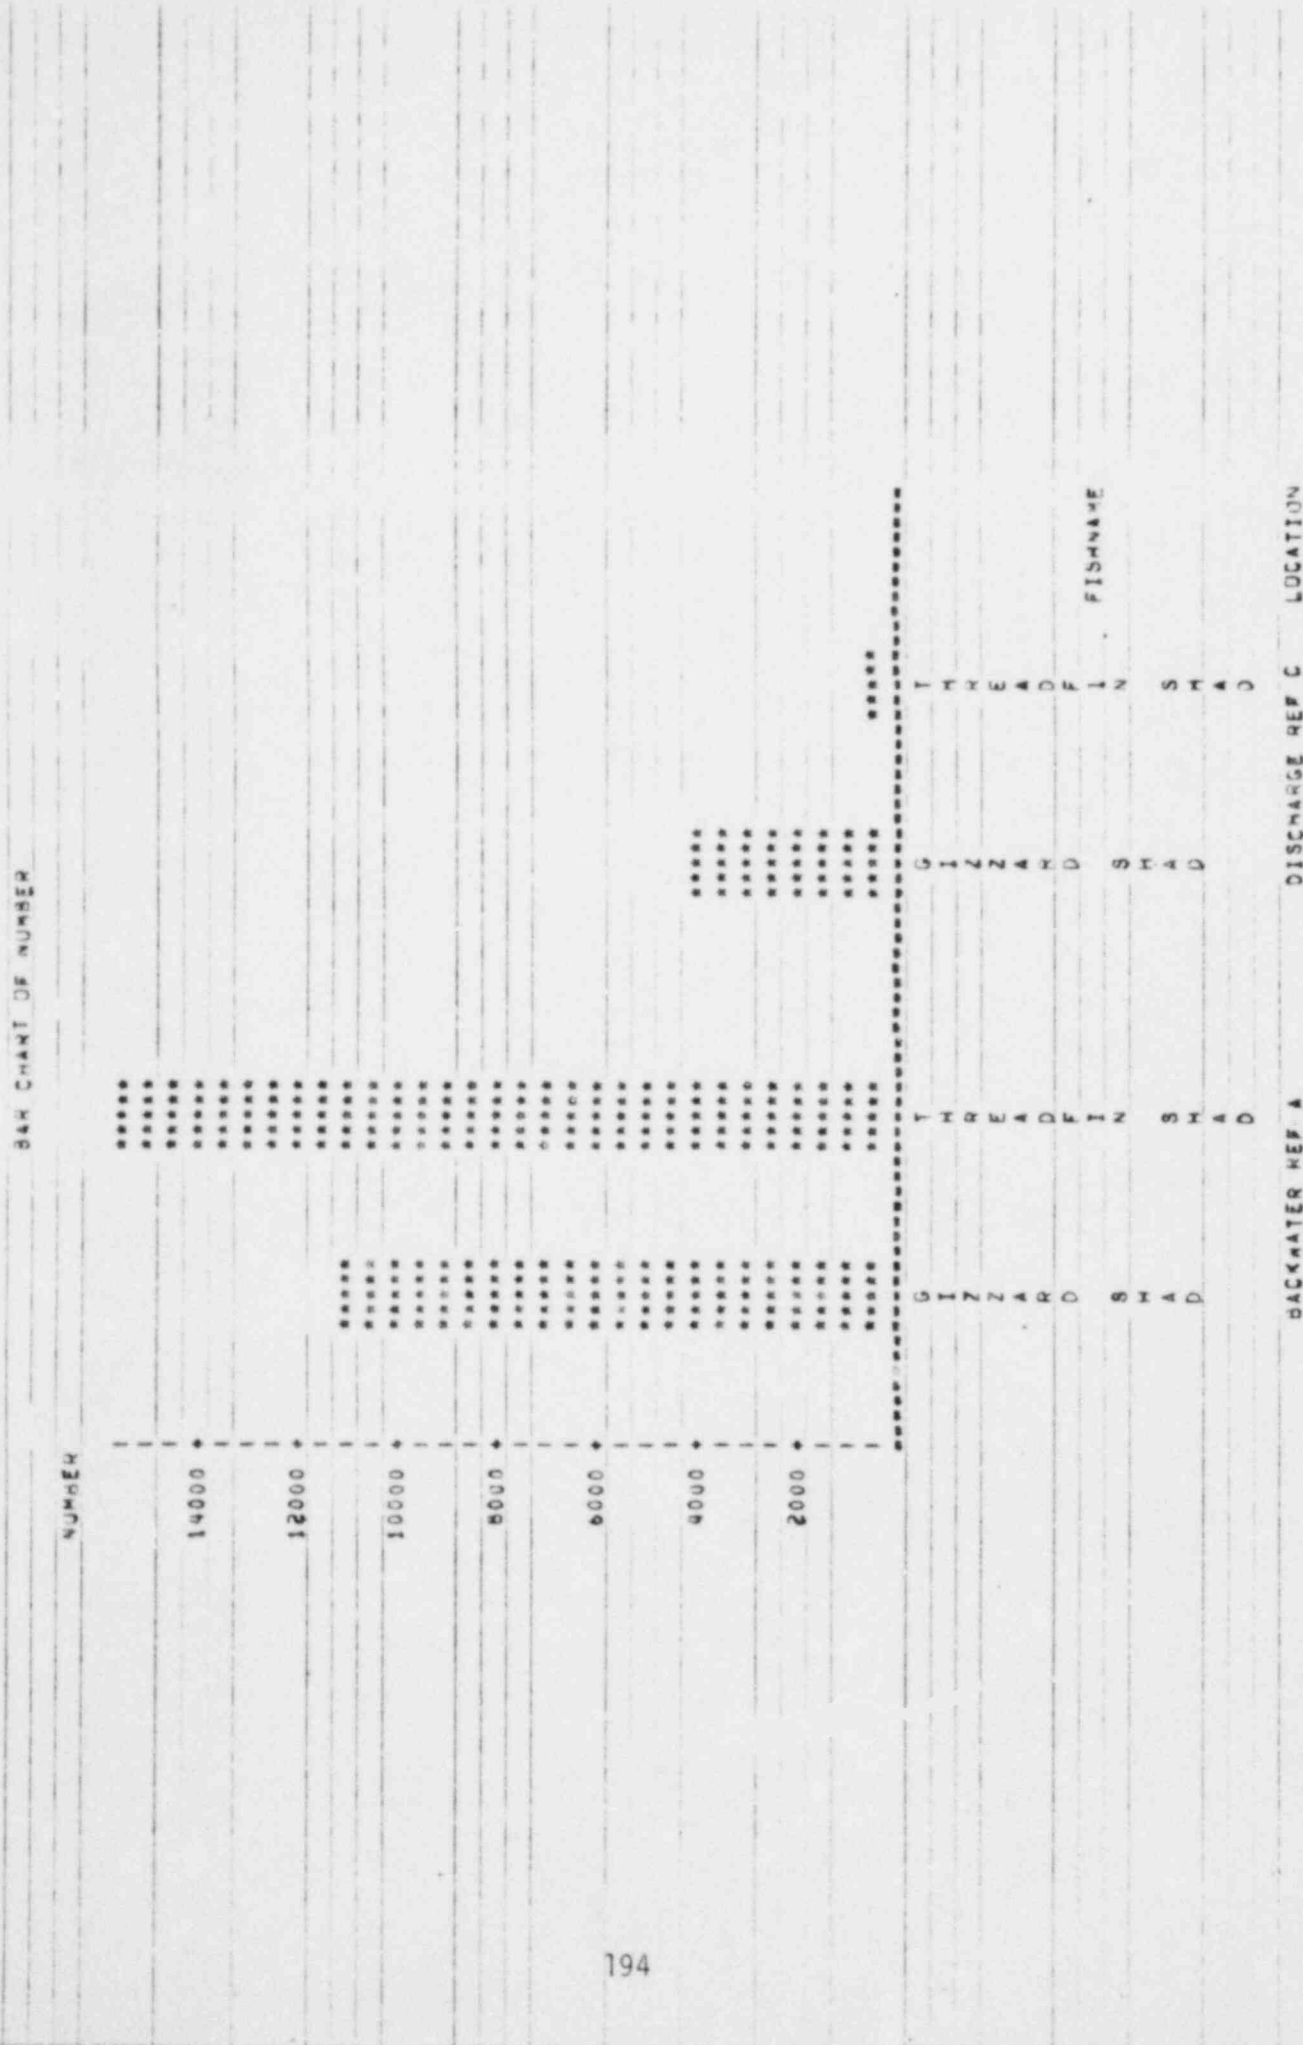 BAR CHART OF NUMBER
NUMBER
14000
12000
10000
8000
6000
4000
2000
GIZZARD SHAD
THREADFIN SHAD
GIZZARD SHAD
THREADFIN SHAD
FISHNAME
BACKWATER REF A DISCHARGE REF C LOCATION
194